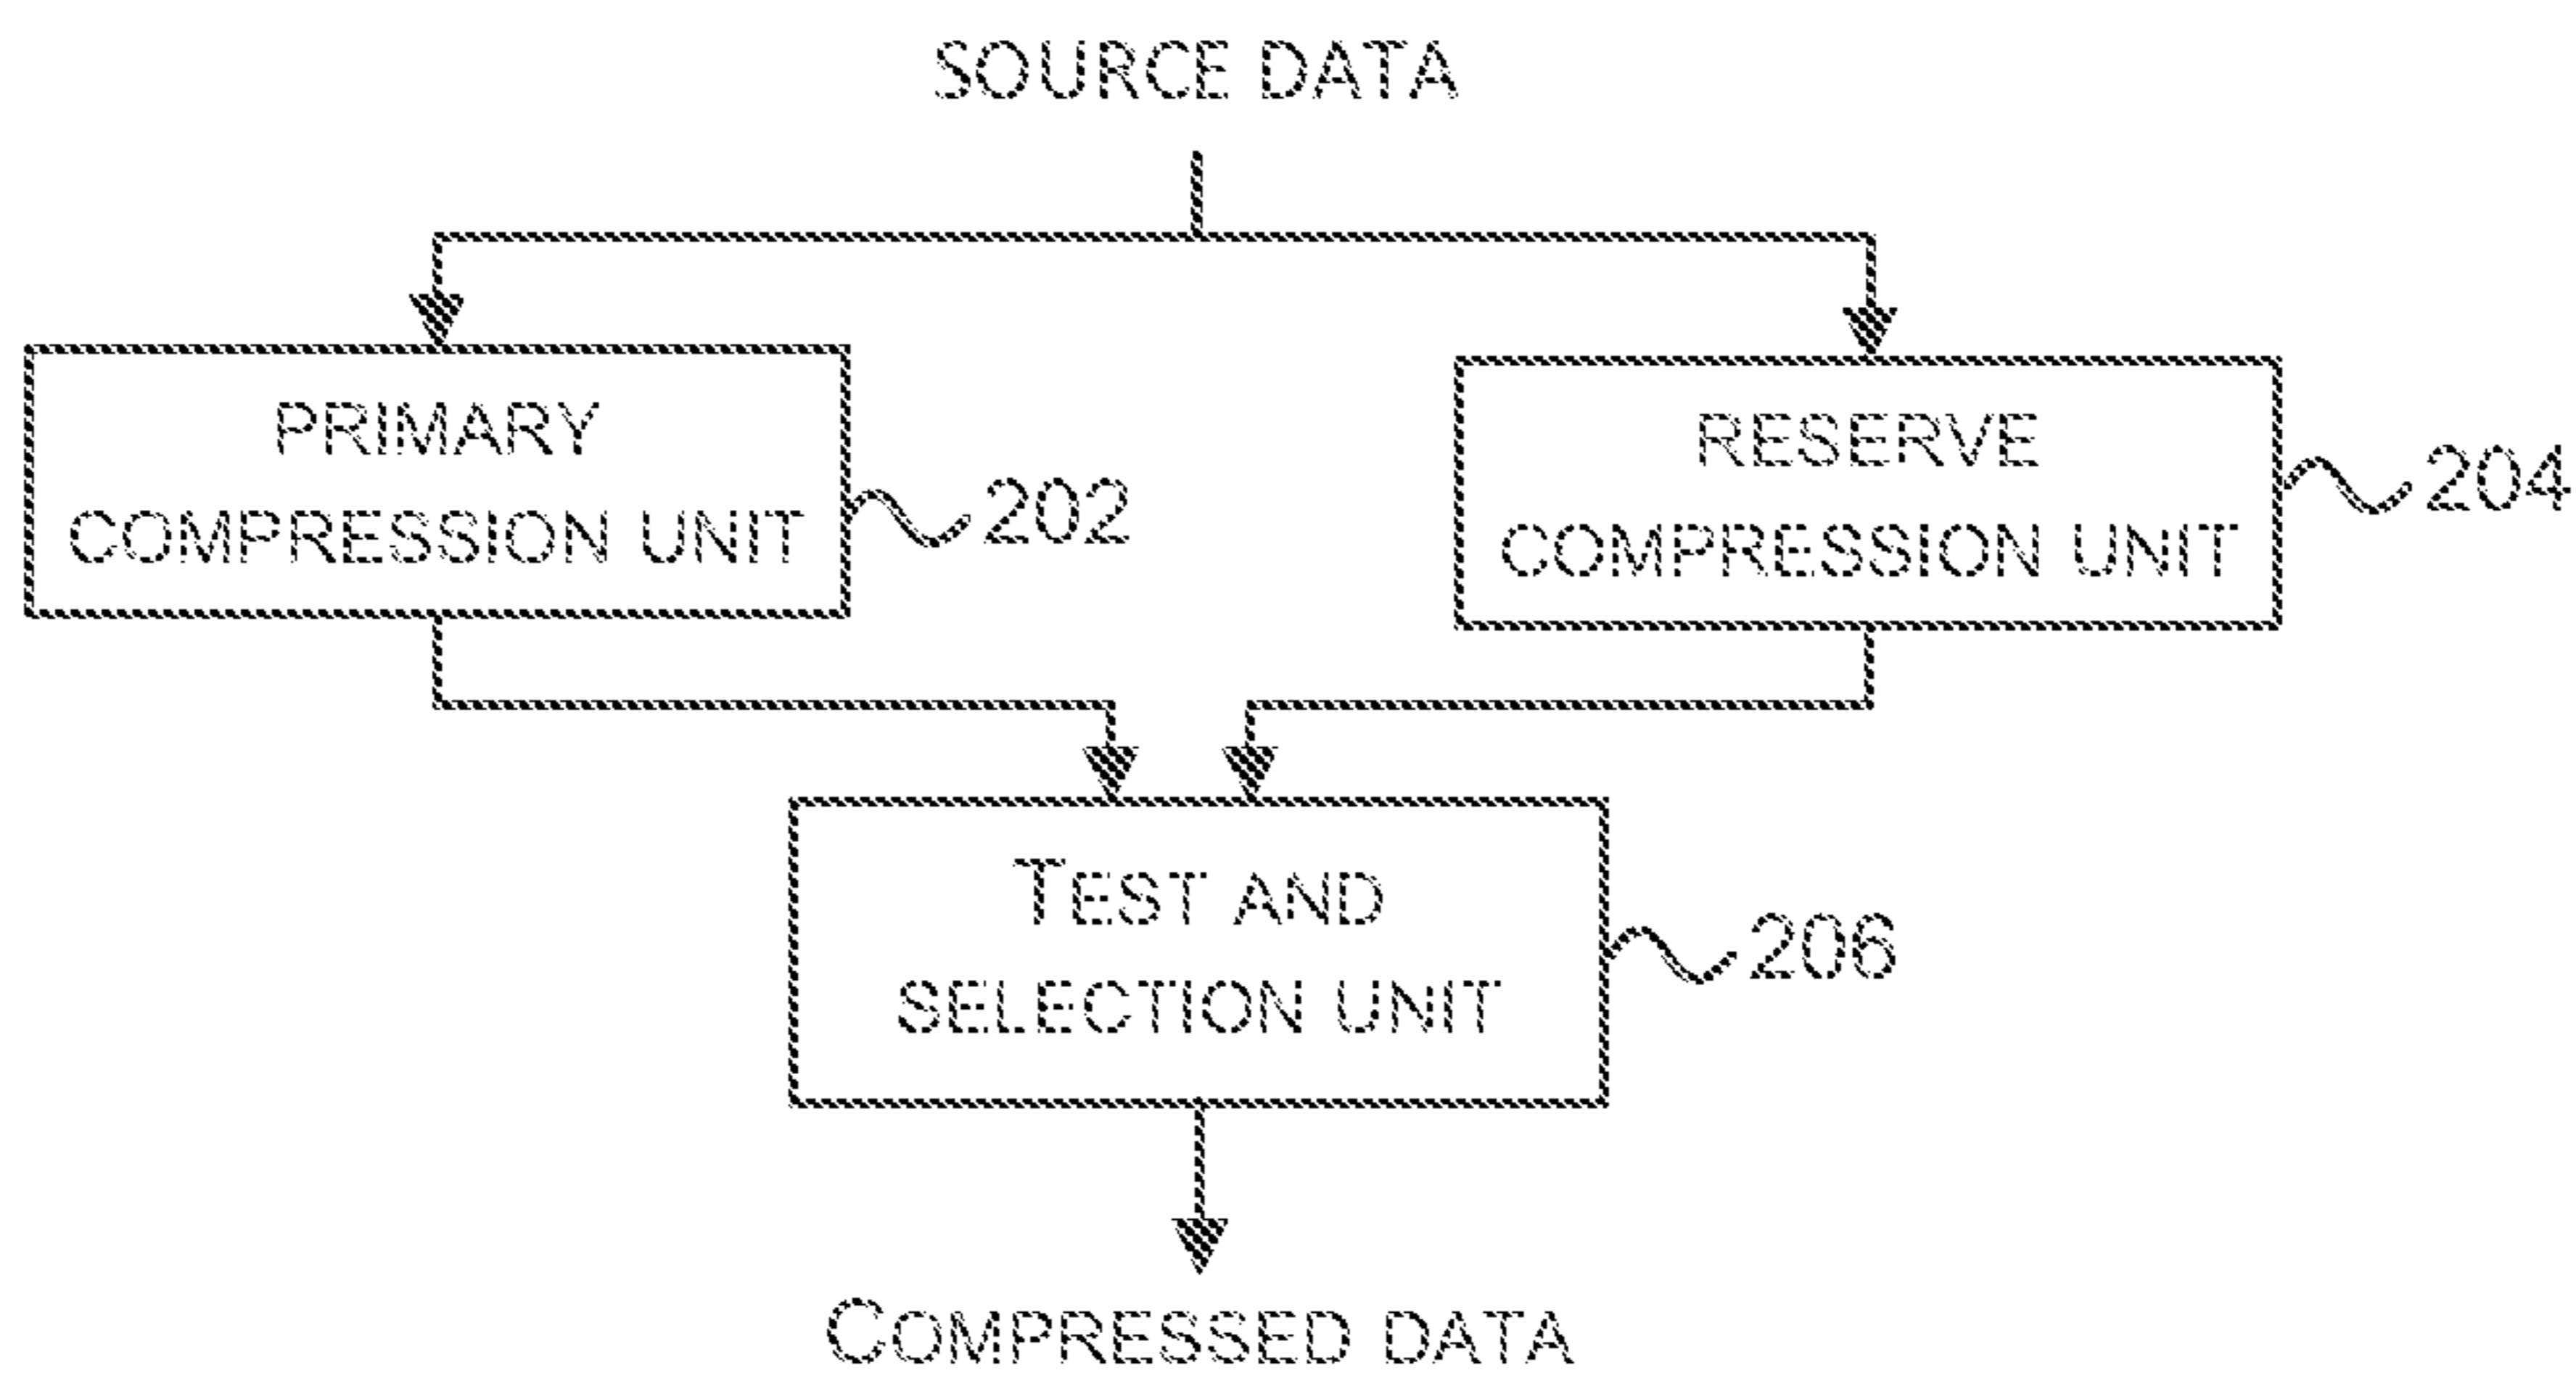 SOURCE DATA
PRIMARY
COMPRESSION UNIT
202
RESERVE
COMPRESSION UNIT
204
TEST AND
SELECTION UNIT
206
COMPRESSED DATA